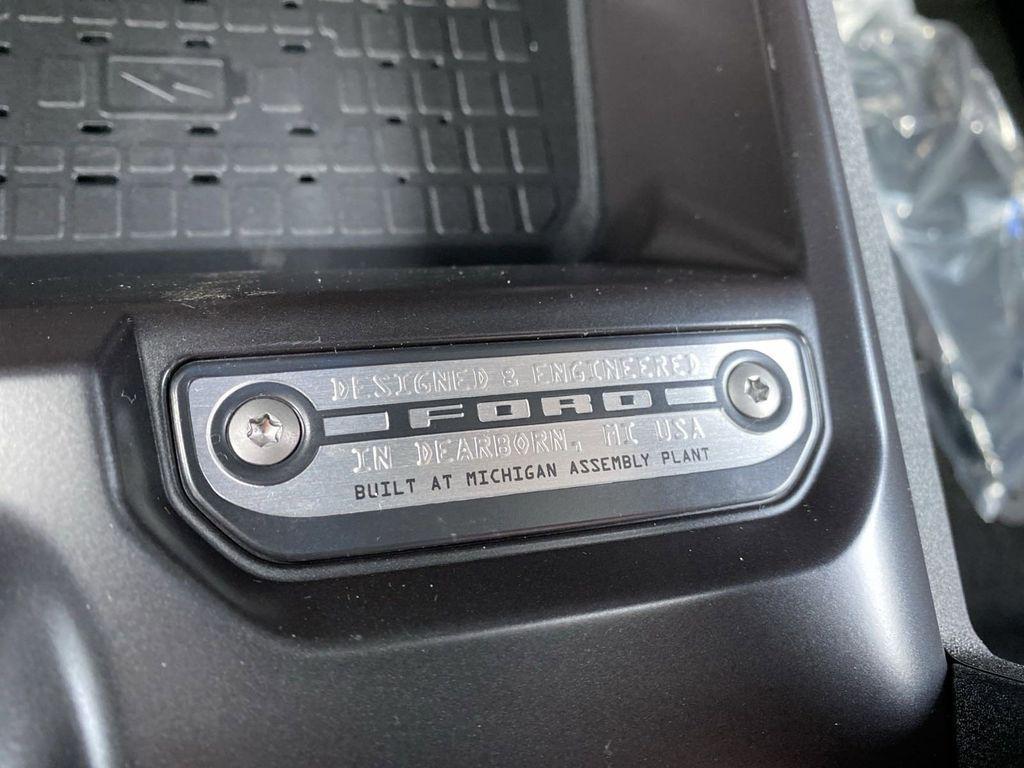 DESIGNED & ENGINEERED
FORD
IN DEARBORN, MI USA
BUILT AT MICHIGAN ASSEMBLY PLANT